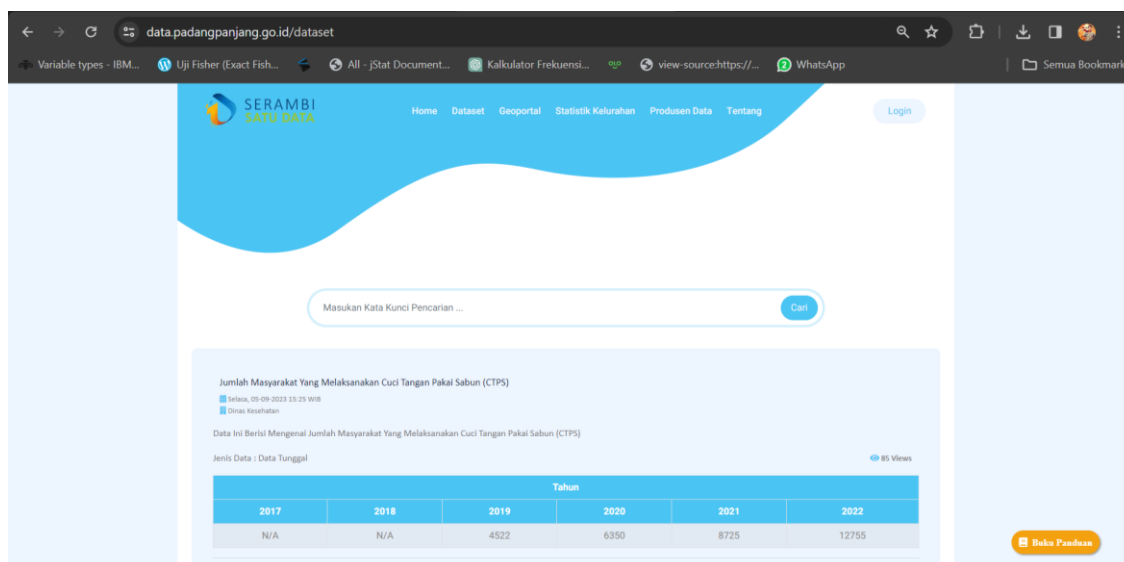 data.padangpanjang.go.id/dataset
Variable types - IBM... Uji Fisher (Exact Fish... All - jStat Document... Kalkulator Frekuensi... view-source:https://... WhatsApp Semua Bookmark
SERAMBI
SATU DATA
Home Dataset Geoportal Statistik Kelurahan Produsen Data Tentang Login
Masukan Kata Kunci Pencarian ... Cari
Jumlah Masyarakat Yang Melaksanakan Cuci Tangan Pakai Sabun (CTPS)
Selasa, 05-09-2023 15:25 WIB
Dinas Kesehatan
Data Ini Berisi Mengenai Jumlah Masyarakat Yang Melaksanakan Cuci Tangan Pakai Sabun (CTPS)
Jenis Data : Data Tunggal 85 Views
Tahun
2017 2018 2019 2020 2021 2022
N/A N/A 4522 6350 8725 12755
Buku Panduan